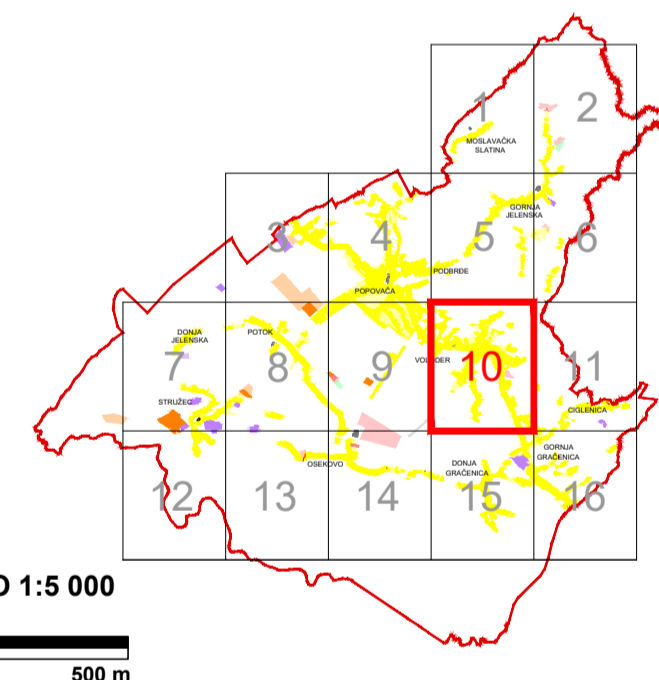 1
2
MOSLAVAČKA
SLATINA
GORNJA
JELENSKA
3
4
5
6
PODBRĐE
POPOVAČA
DONJA
JELENSKA
POTOK
7
8
9
VOLODER
10
11
STRUŽEC
CIGLENICA
GORNJA
GRAČENICA
OSEKOVO
DONJA
GRAČENICA
12
13
14
15
16
1:5 000
500 m